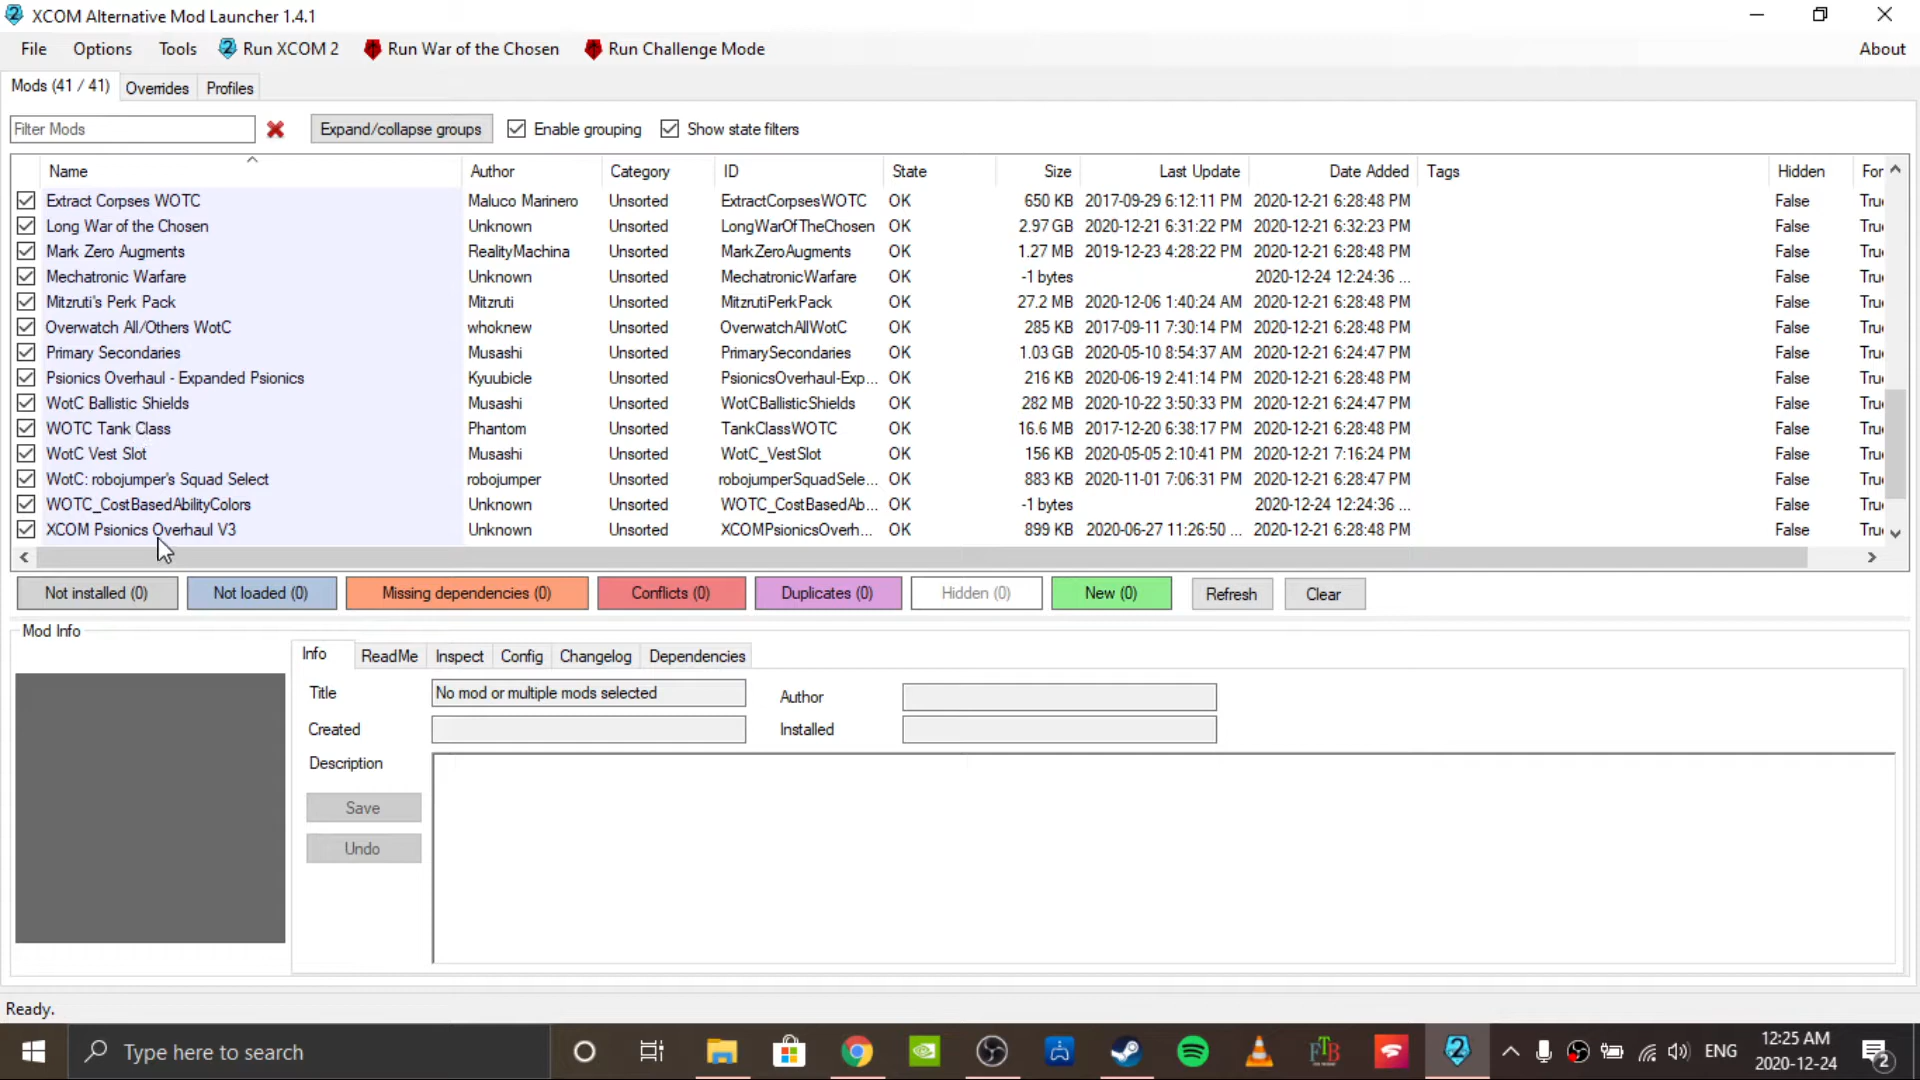 XCOM Alternative Mod Launcher 1.4.1
File Options Tools Run XCOM 2 Run War of the Chosen Run Challenge Mode About
Mods (41 / 41) Overrides Profiles
Filter Mods Expand/collapse groups Enable grouping Show state filters
Name Author Category ID State Size Last Update Date Added Tags Hidden For
Extract Corpses WOTC Maluco Marinero Unsorted ExtractCorpsesWOTC OK 650 KB 2017-09-29 6:12:11 PM 2020-12-21 6:28:48 PM False Tru
Long War of the Chosen Unknown Unsorted LongWarOfTheChosen OK 2.97 GB 2020-12-21 6:31:22 PM 2020-12-21 6:32:23 PM False Tru
Mark Zero Augments RealityMachina Unsorted MarkZeroAugments OK 1.27 MB 2019-12-23 4:28:22 PM 2020-12-21 6:28:48 PM False Tru
Mechatronic Warfare Unknown Unsorted MechatronicWarfare OK -1 bytes 2020-12-24 12:24:36 ... False Tru
Mitzruti's Perk Pack Mitzruti Unsorted MitzrutiPerkPack OK 27.2 MB 2020-12-06 1:40:24 AM 2020-12-21 6:28:48 PM False Tru
Overwatch All/Others WotC whoknew Unsorted OverwatchAllWotC OK 285 KB 2017-09-11 7:30:14 PM 2020-12-21 6:28:48 PM False Tru
Primary Secondaries Musashi Unsorted PrimarySecondaries OK 1.03 GB 2020-05-10 8:54:37 AM 2020-12-21 6:24:47 PM False Tru
Psionics Overhaul - Expanded Psionics Kyuubicle Unsorted PsionicsOverhaul-Exp... OK 216 KB 2020-06-19 2:41:14 PM 2020-12-21 6:28:48 PM False Tru
WotC Ballistic Shields Musashi Unsorted WotCBallisticShields OK 282 MB 2020-10-22 3:50:33 PM 2020-12-21 6:24:47 PM False Tru
WOTC Tank Class Phantom Unsorted TankClassWOTC OK 16.6 MB 2017-12-20 6:38:17 PM 2020-12-21 6:28:48 PM False Tru
WotC Vest Slot Musashi Unsorted WotC_VestSlot OK 156 KB 2020-05-05 2:10:41 PM 2020-12-21 7:16:24 PM False Tru
WotC: robojumper's Squad Select robojumper Unsorted robojumperSquadSele... OK 883 KB 2020-11-01 7:06:31 PM 2020-12-21 6:28:47 PM False Tru
WOTC_CostBasedAbilityColors Unknown Unsorted WOTC_CostBasedAb... OK -1 bytes 2020-12-24 12:24:36 ... False Tru
XCOM Psionics Overhaul V3 Unknown Unsorted XCOMPsionicsOverh... OK 899 KB 2020-06-27 11:26:50 ... 2020-12-21 6:28:48 PM False Tru
Not installed (0) Not loaded (0) Missing dependencies (0) Conflicts (0) Duplicates (0) Hidden (0) New (0) Refresh Clear
Mod Info
Info ReadMe Inspect Config Changelog Dependencies
Title No mod or multiple mods selected Author
Created Installed
Description
Save
Undo
Ready.
Type here to search FTB ENG 12:25 AM
2020-12-24 2